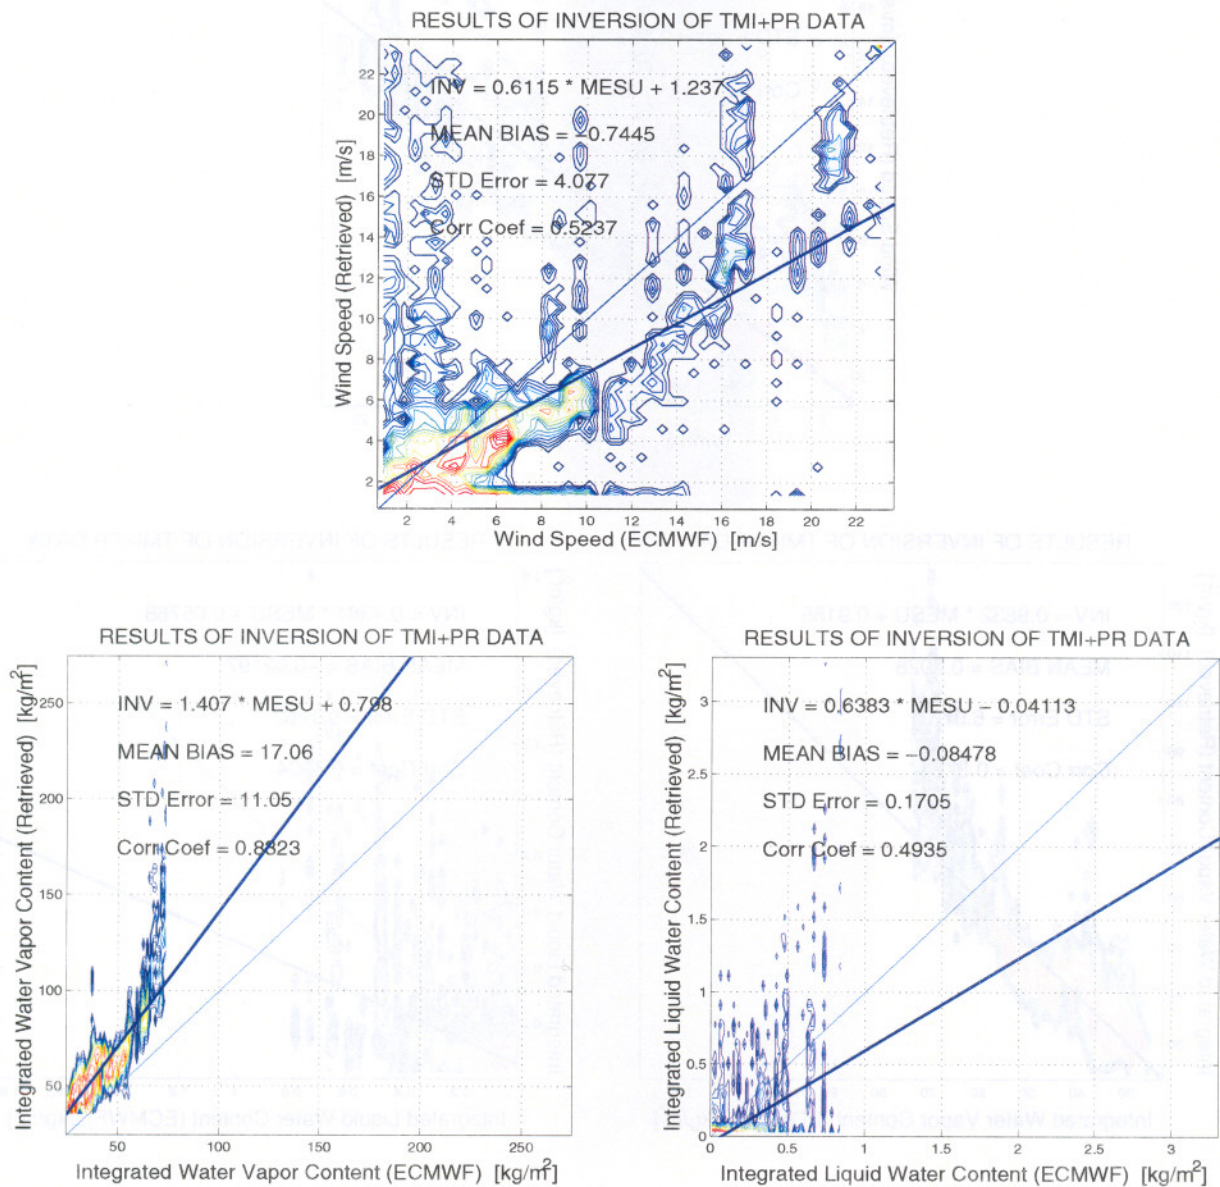 RESULTS OF INVERSION OF TMI+PR DATA
INV = 0.6115 * MESU + 1.237
MEAN BIAS = −0.7445
STD Error = 4.077
Corr Coef = 0.5237
Wind Speed (Retrieved) [m/s]
22
20
18
16
14
12
10
8
6
4
2
2 4 6 8 10 12 14 16 18 20 22
Wind Speed (ECMWF) [m/s]
RESULTS OF INVERSION OF TMI+PR DATA
INV = 1.407 * MESU + 0.798
MEAN BIAS = 17.06
STD Error = 11.05
Corr Coef = 0.8323
Integrated Water Vapor Content (Retrieved) [kg/m²]
250
200
150
100
50
50 100 150 200 250
Integrated Water Vapor Content (ECMWF) [kg/m²]
RESULTS OF INVERSION OF TMI+PR DATA
INV = 0.6383 * MESU − 0.04113
MEAN BIAS = −0.08478
STD Error = 0.1705
Corr Coef = 0.4935
Integrated Liquid Water Content (Retrieved) [kg/m²]
3
2.5
2
1.5
1
0.5
0
0 0.5 1 1.5 2 2.5 3
Integrated Liquid Water Content (ECMWF) [kg/m²]